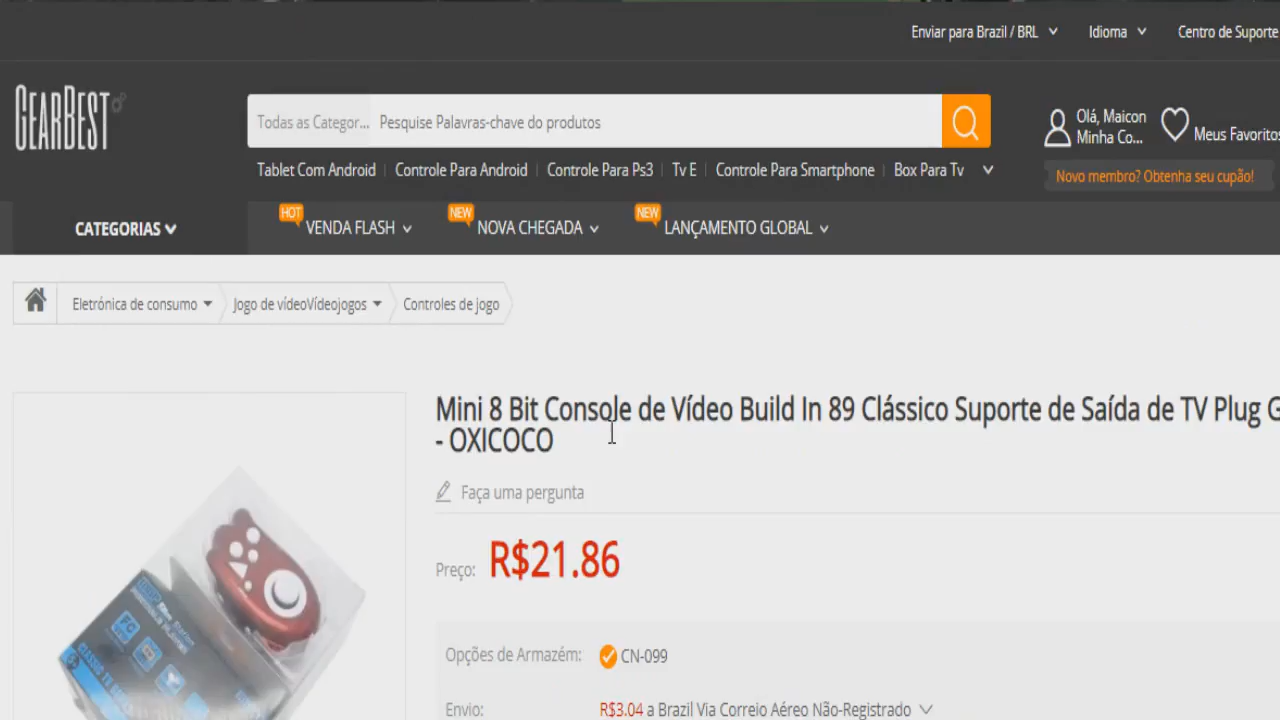 Enviar para Brazil / BRL Idioma Centro de Suporte
GEARBEST
Todas as Categor... Pesquise Palavras-chave do produtos
Olá, Maicon
Minha Co...
Meus Favoritos
Tablet Com Android Controle Para Android Controle Para Ps3 Tv E Controle Para Smartphone Box Para Tv
Novo membro? Obtenha seu cupão!
CATEGORIAS
HOT VENDA FLASH NEW NOVA CHEGADA NEW LANÇAMENTO GLOBAL
Eletrónica de consumo Jogo de vídeoVídeojogos Controles de jogo
Mini 8 Bit Console de Vídeo Build In 89 Clássico Suporte de Saída de TV Plug G
- OXICOCO
Faça uma pergunta
Preço: R$21.86
Opções de Armazém: CN-099
Envio: R$3.04 a Brazil Via Correio Aéreo Não-Registrado
FC